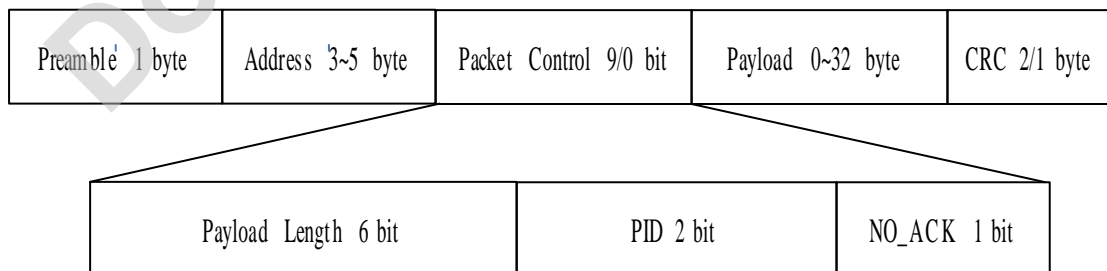 Preamble 1 byte
Address 3~5 byte
Packet Control 9/0 bit
Payload 0~32 byte
CRC 2/1 byte
Payload Length 6 bit
PID 2 bit
NO_ACK 1 bit